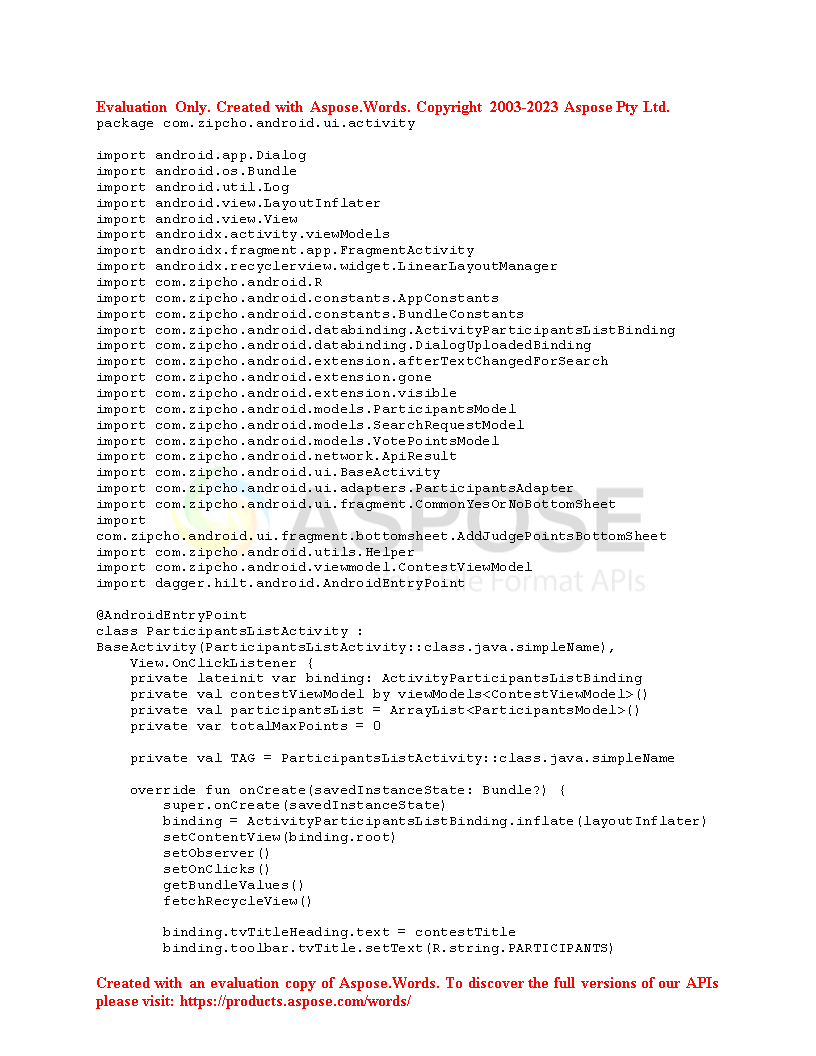 Evaluation Only. Created with Aspose.Words. Copyright 2003-2023 Aspose Pty Ltd.
package com.zipcho.android.ui.activity
import android.app.Dialog
import android.os.Bundle
import android.util.Log
import android.view.LayoutInflater
import android.view.View
import androidx.activity.viewModels
import androidx.fragment.app.FragmentActivity
import androidx.recyclerview.widget.LinearLayoutManager
import com.zipcho.android.R
import com.zipcho.android.constants.AppConstants
import com.zipcho.android.constants.BundleConstants
import com.zipcho.android.databinding.ActivityParticipantsListBinding
import com.zipcho.android.databinding.DialogUploadedBinding
import com.zipcho.android.extension.afterTextChangedForSearch
import com.zipcho.android.extension.gone
import com.zipcho.android.extension.visible
import com.zipcho.android.models.ParticipantsModel
import com.zipcho.android.models.SearchRequestModel
import com.zipcho.android.models.VotePointsModel
import com.zipcho.android.network.ApiResult
import com.zipcho.android.ui.BaseActivity
import com.zipcho.android.ui.adapters.ParticipantsAdapter
import com.zipcho.android.ui.fragment.CommonYesOrNoBottomSheet
import
com.zipcho.android.ui.fragment.bottomsheet.AddJudgePointsBottomSheet
import com.zipcho.android.utils.Helper
import com.zipcho.android.viewmodel.ContestViewModel
import dagger.hilt.android.AndroidEntryPoint
ASPOSE
File Format APIs
@AndroidEntryPoint
class ParticipantsListActivity :
BaseActivity(ParticipantsListActivity::class.java.simpleName),
    View.OnClickListener {
    private lateinit var binding: ActivityParticipantsListBinding
    private val contestViewModel by viewModels<ContestViewModel>()
    private val participantsList = ArrayList<ParticipantsModel>()
    private var totalMaxPoints = 0
    private val TAG = ParticipantsListActivity::class.java.simpleName
    override fun onCreate(savedInstanceState: Bundle?) {
        super.onCreate(savedInstanceState)
        binding = ActivityParticipantsListBinding.inflate(layoutInflater)
        setContentView(binding.root)
        setObserver()
        setOnClicks()
        getBundleValues()
        fetchRecycleView()
        binding.tvTitleHeading.text = contestTitle
        binding.toolbar.tvTitle.setText(R.string.PARTICIPANTS)
Created with an evaluation copy of Aspose.Words. To discover the full versions of our APIs
please visit: https://products.aspose.com/words/